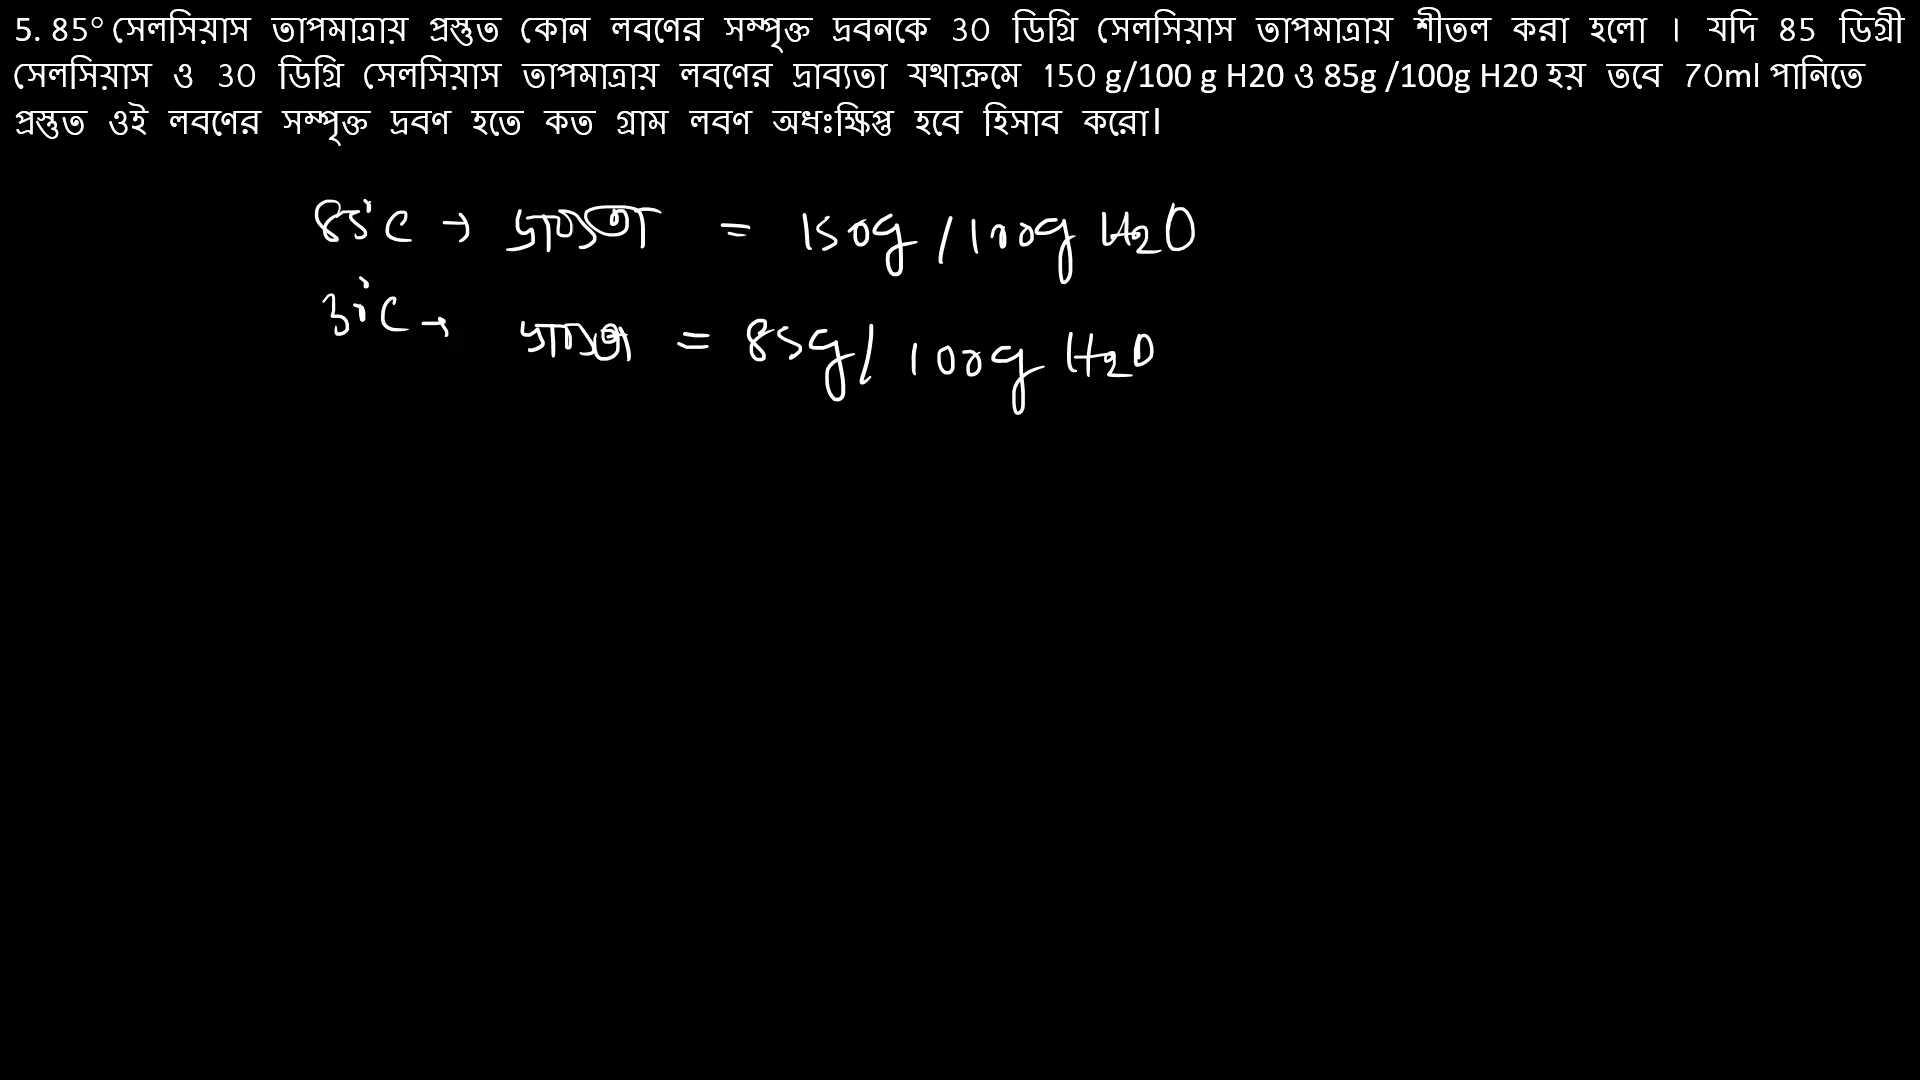 5. 85° সেলসিয়াস তাপমাত্রায় প্রস্তুত কোন লবণের সম্পৃক্ত দ্রবনকে 30 ডিগ্রি সেলসিয়াস তাপমাত্রায় শীতল করা হলো । যদি 85 ডিগ্রী
সেলসিয়াস ও 30 ডিগ্রি সেলসিয়াস তাপমাত্রায় লবণের দ্রাব্যতা যথাক্রমে 150 g/100 g H20 ও 85g /100g H20 হয় তবে 70ml পানিতে
প্রস্তুত ওই লবণের সম্পৃক্ত দ্রবণ হতে কত গ্রাম লবণ অধঃক্ষিপ্ত হবে হিসাব করো।
85°C → দ্রাব্যতা = 150g / 100g H₂O
30°C → দ্রাব্যতা = 85g / 100g H₂O